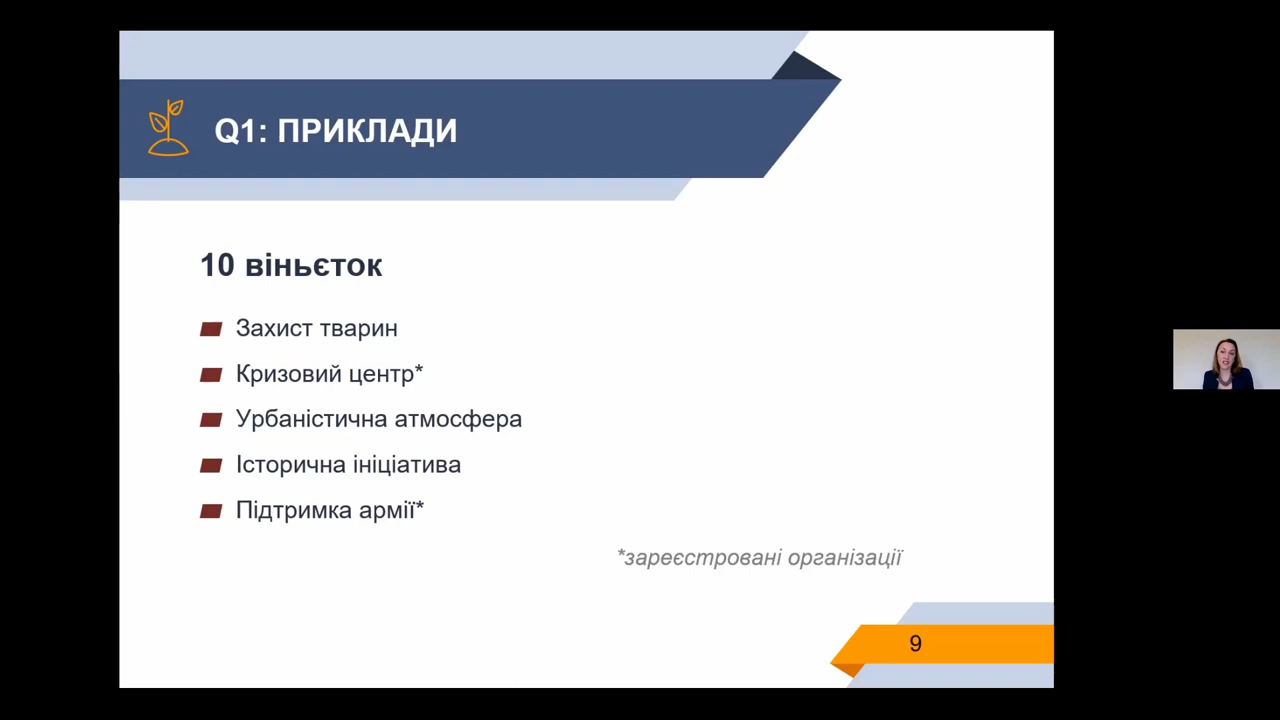 Q1: ПРИКЛАДИ
10 віньєток
Захист тварин
Кризовий центр*
Урбаністична атмосфера
Історична ініціатива
Підтримка армії*
*зареєстровані організації
9